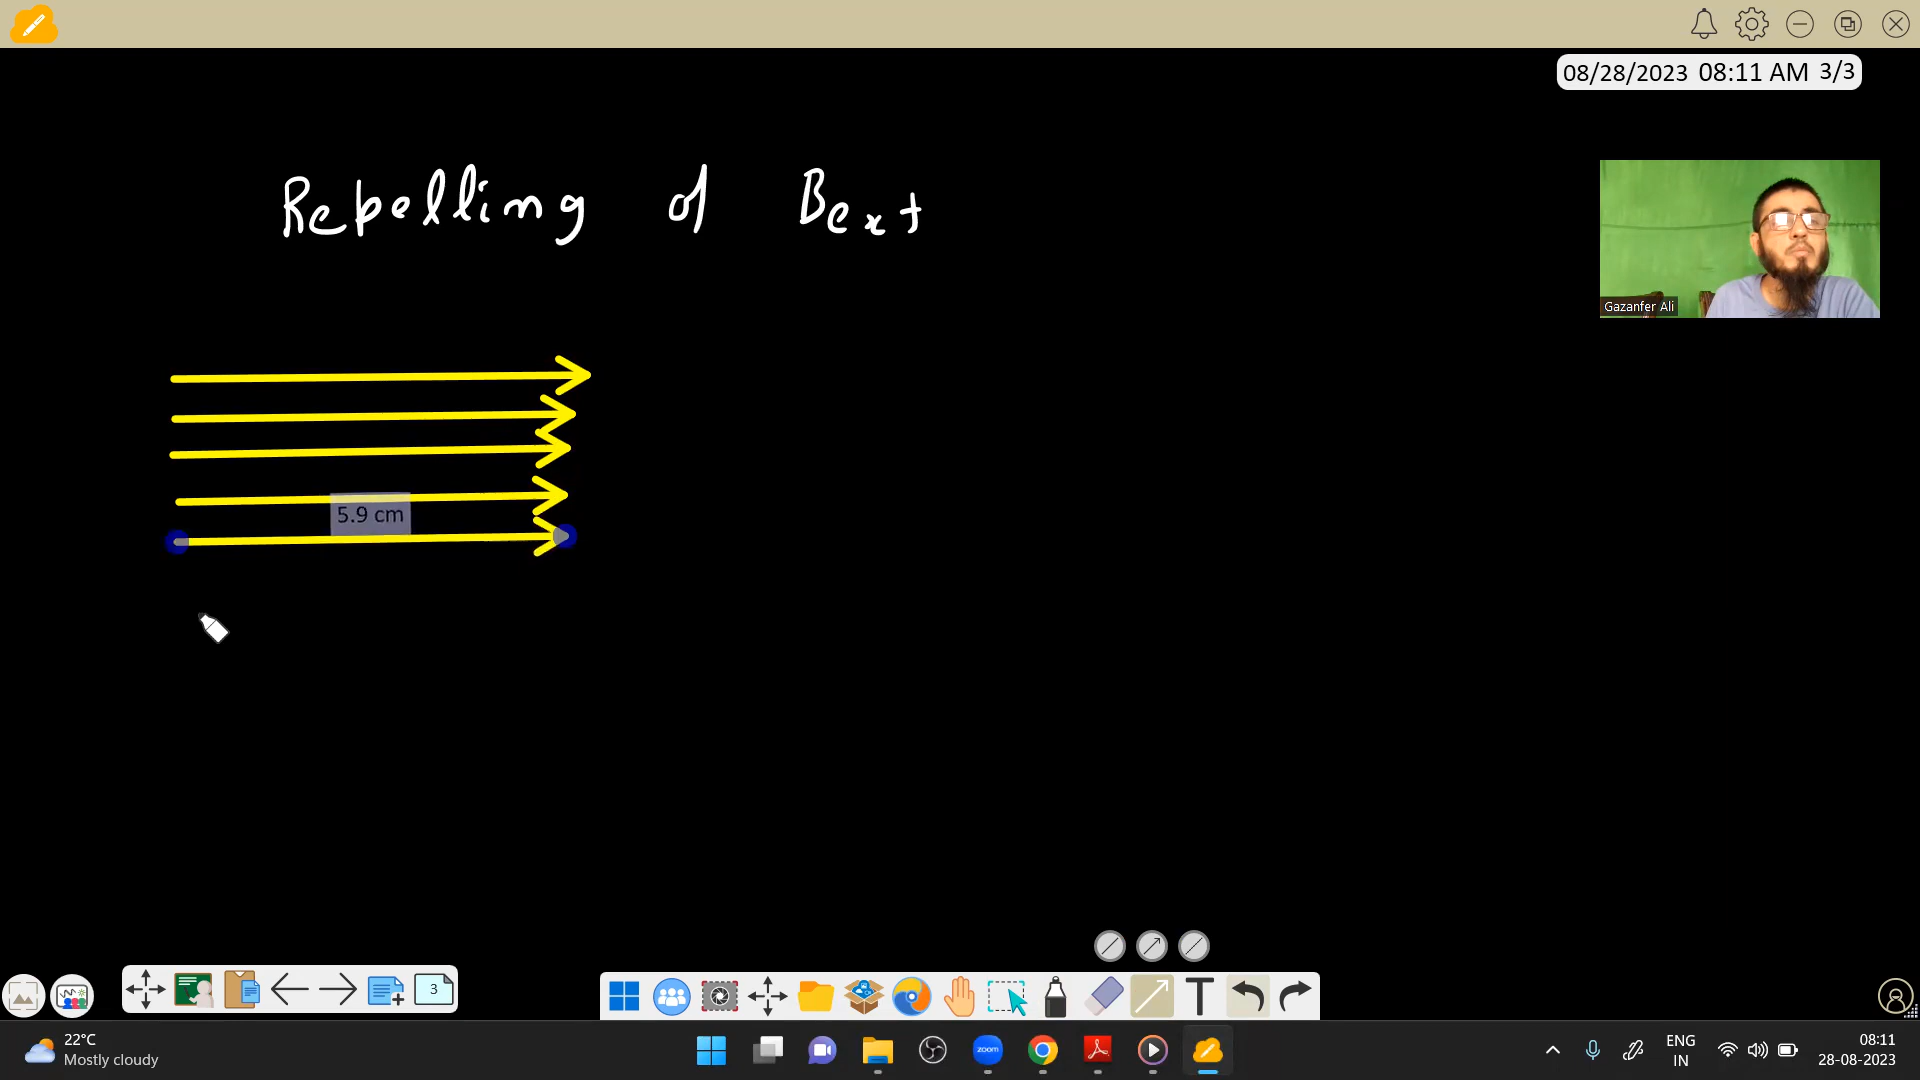 08/28/2023 08:11 AM 3/3
Repelling of Bext
Gazanfer Ali
5.9 cm
3
T
22°C
Mostly cloudy
zoom
ENG
IN
08:11
28-08-2023